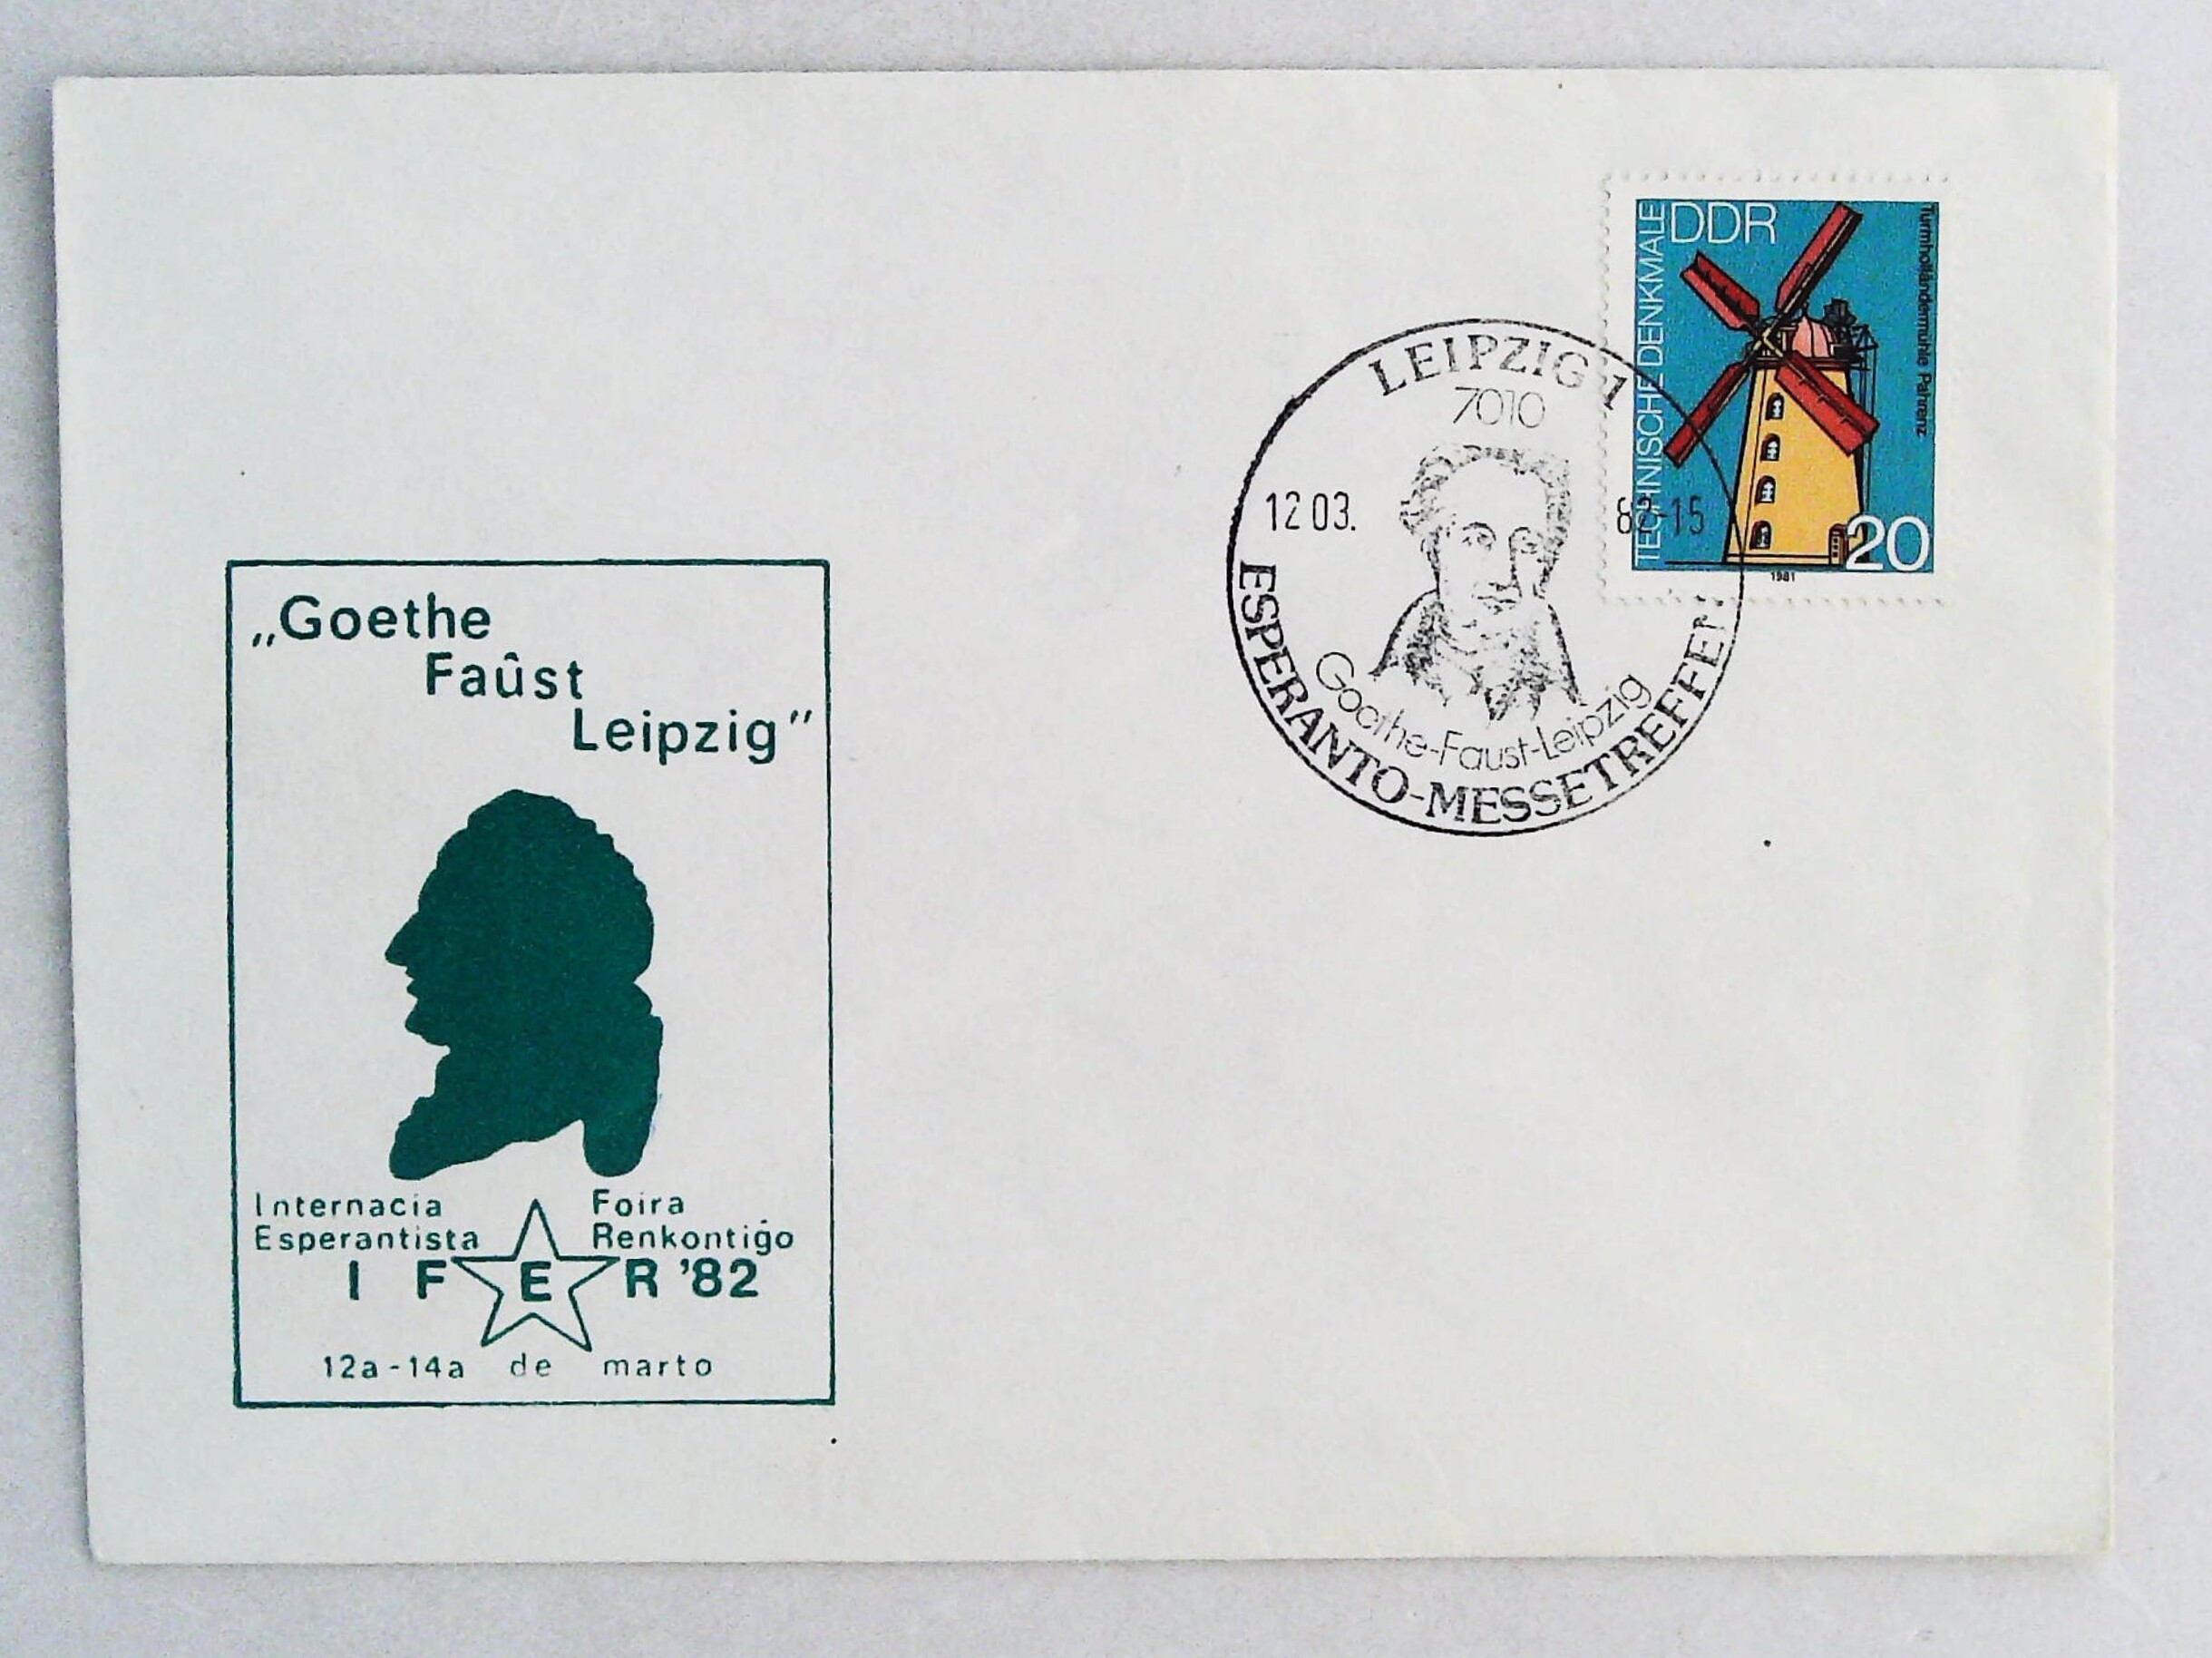 „Goethe
Faûst
Leipzig”
Internacia Foira
Esperantista Renkontiĝo
I F E R '82
12a-14a de marto
LEIPZIG 1
7010
12 03. 82-15
Goethe-Faust-Leipzig
ESPERANTO-MESSETREFFEN
DDR
TECHNISCHE DENKMALE
Turmholländermühle Pahrenz
20
1981